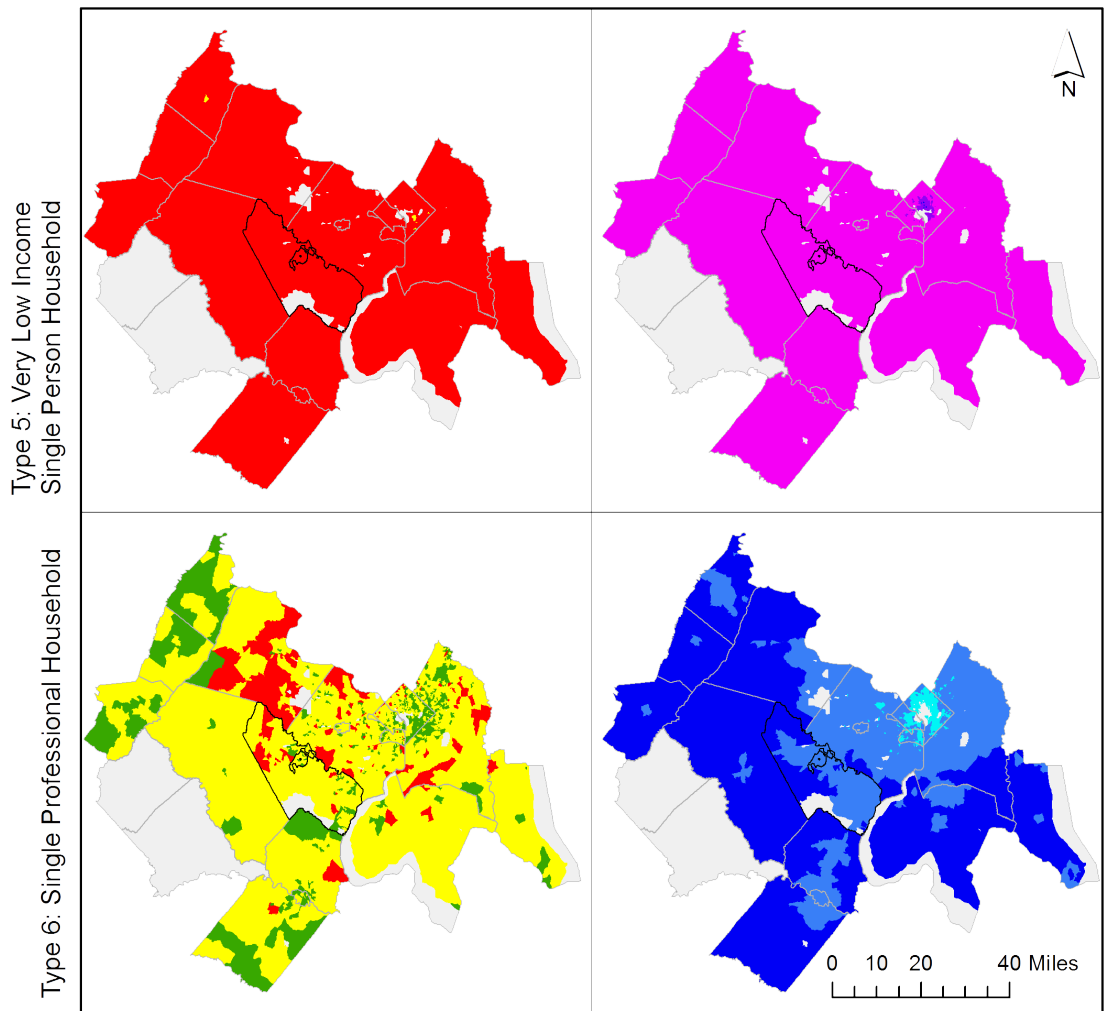 Type 5: Very Low Income
Single Person Household
N
Type 6: Single Professional Household
0 10 20 40 Miles